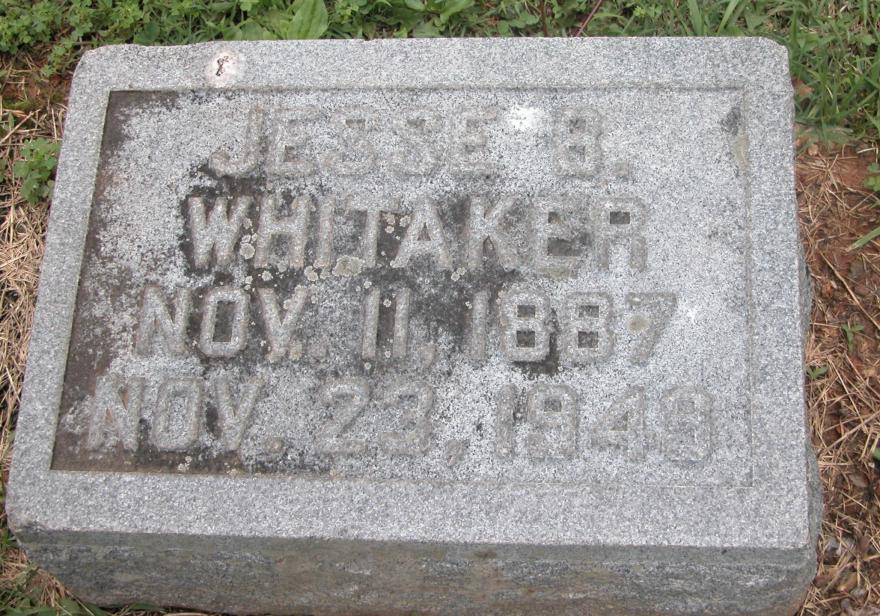 JESSE B.
WHITAKER
NOV. 11, 1887
NOV. 23, 1949